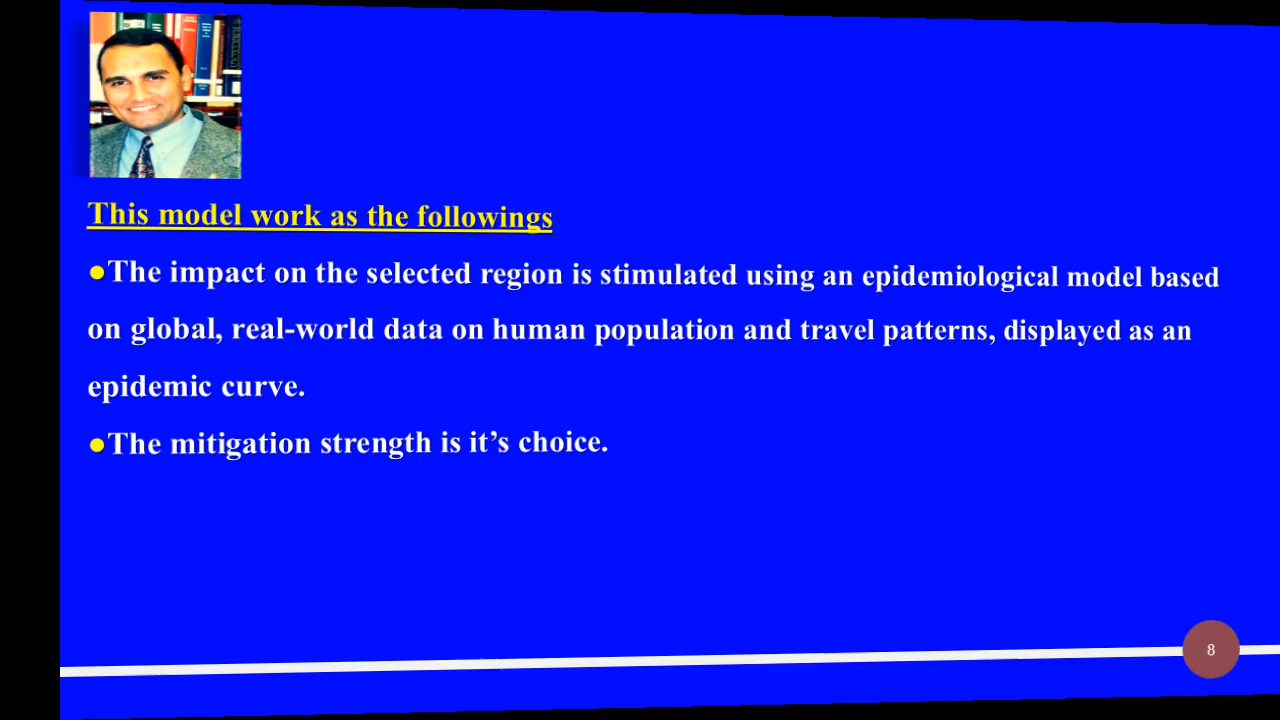 This model work as the followings
●The impact on the selected region is stimulated using an epidemiological model based
on global, real-world data on human population and travel patterns, displayed as an
epidemic curve.
●The mitigation strength is it’s choice.
8